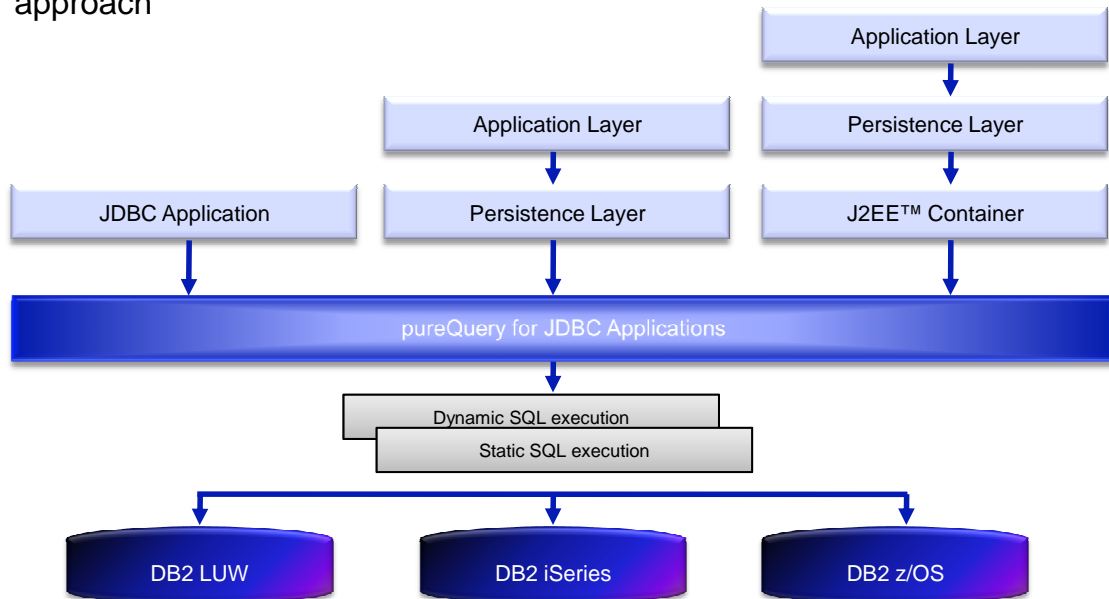 approach
Application Layer
Application Layer
Persistence Layer
JDBC Application
Persistence Layer
J2EE™ Container
pureQuery for JDBC Applications
Dynamic SQL execution
Static SQL execution
DB2 LUW
DB2 iSeries
DB2 z/OS